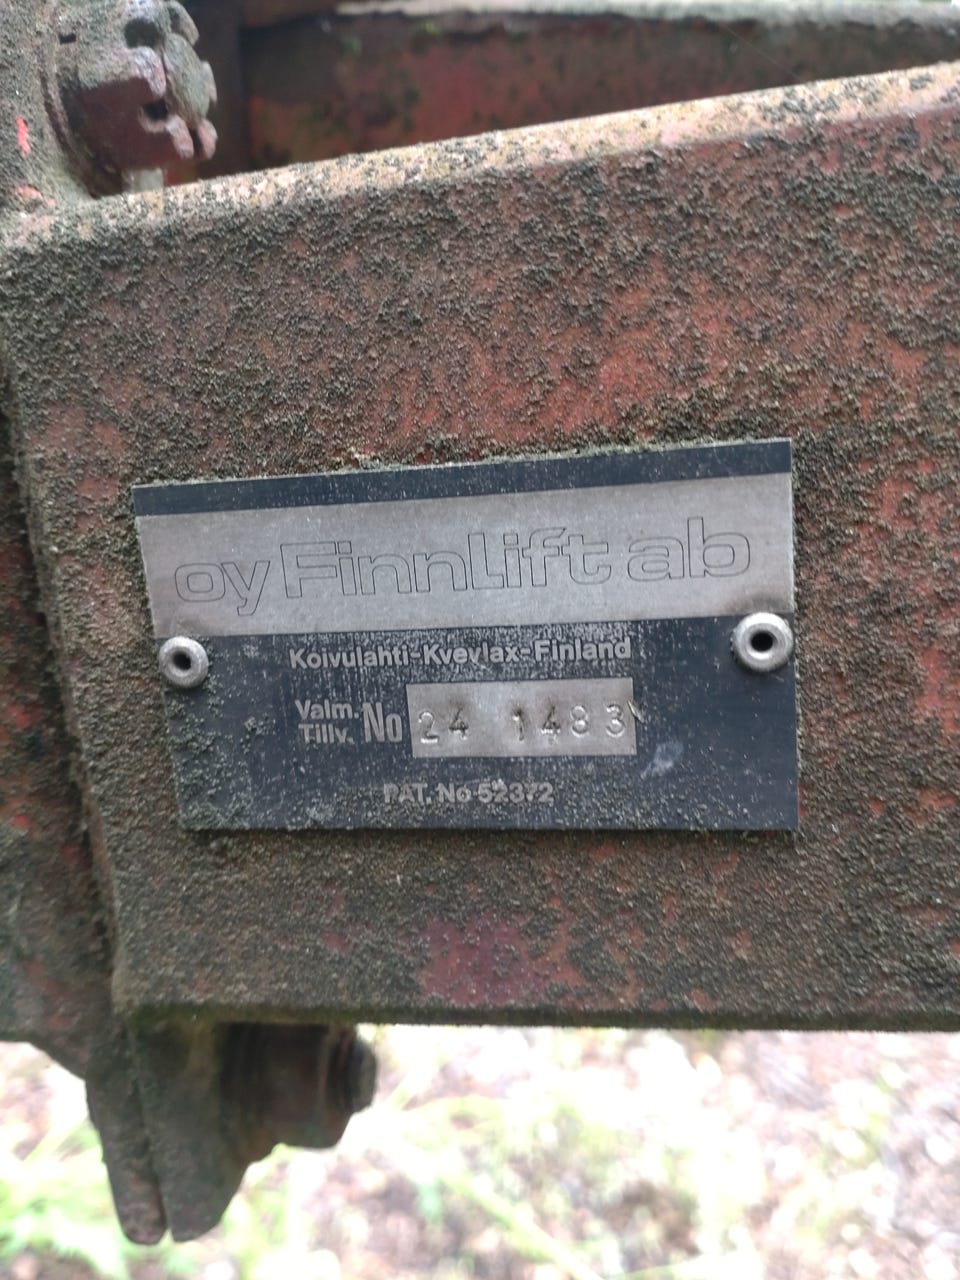 oy Finnlift ab
Koivulahti-Kvevlax-Finland
Valm.
Tillv. No 24 1483
PAT. No 52372